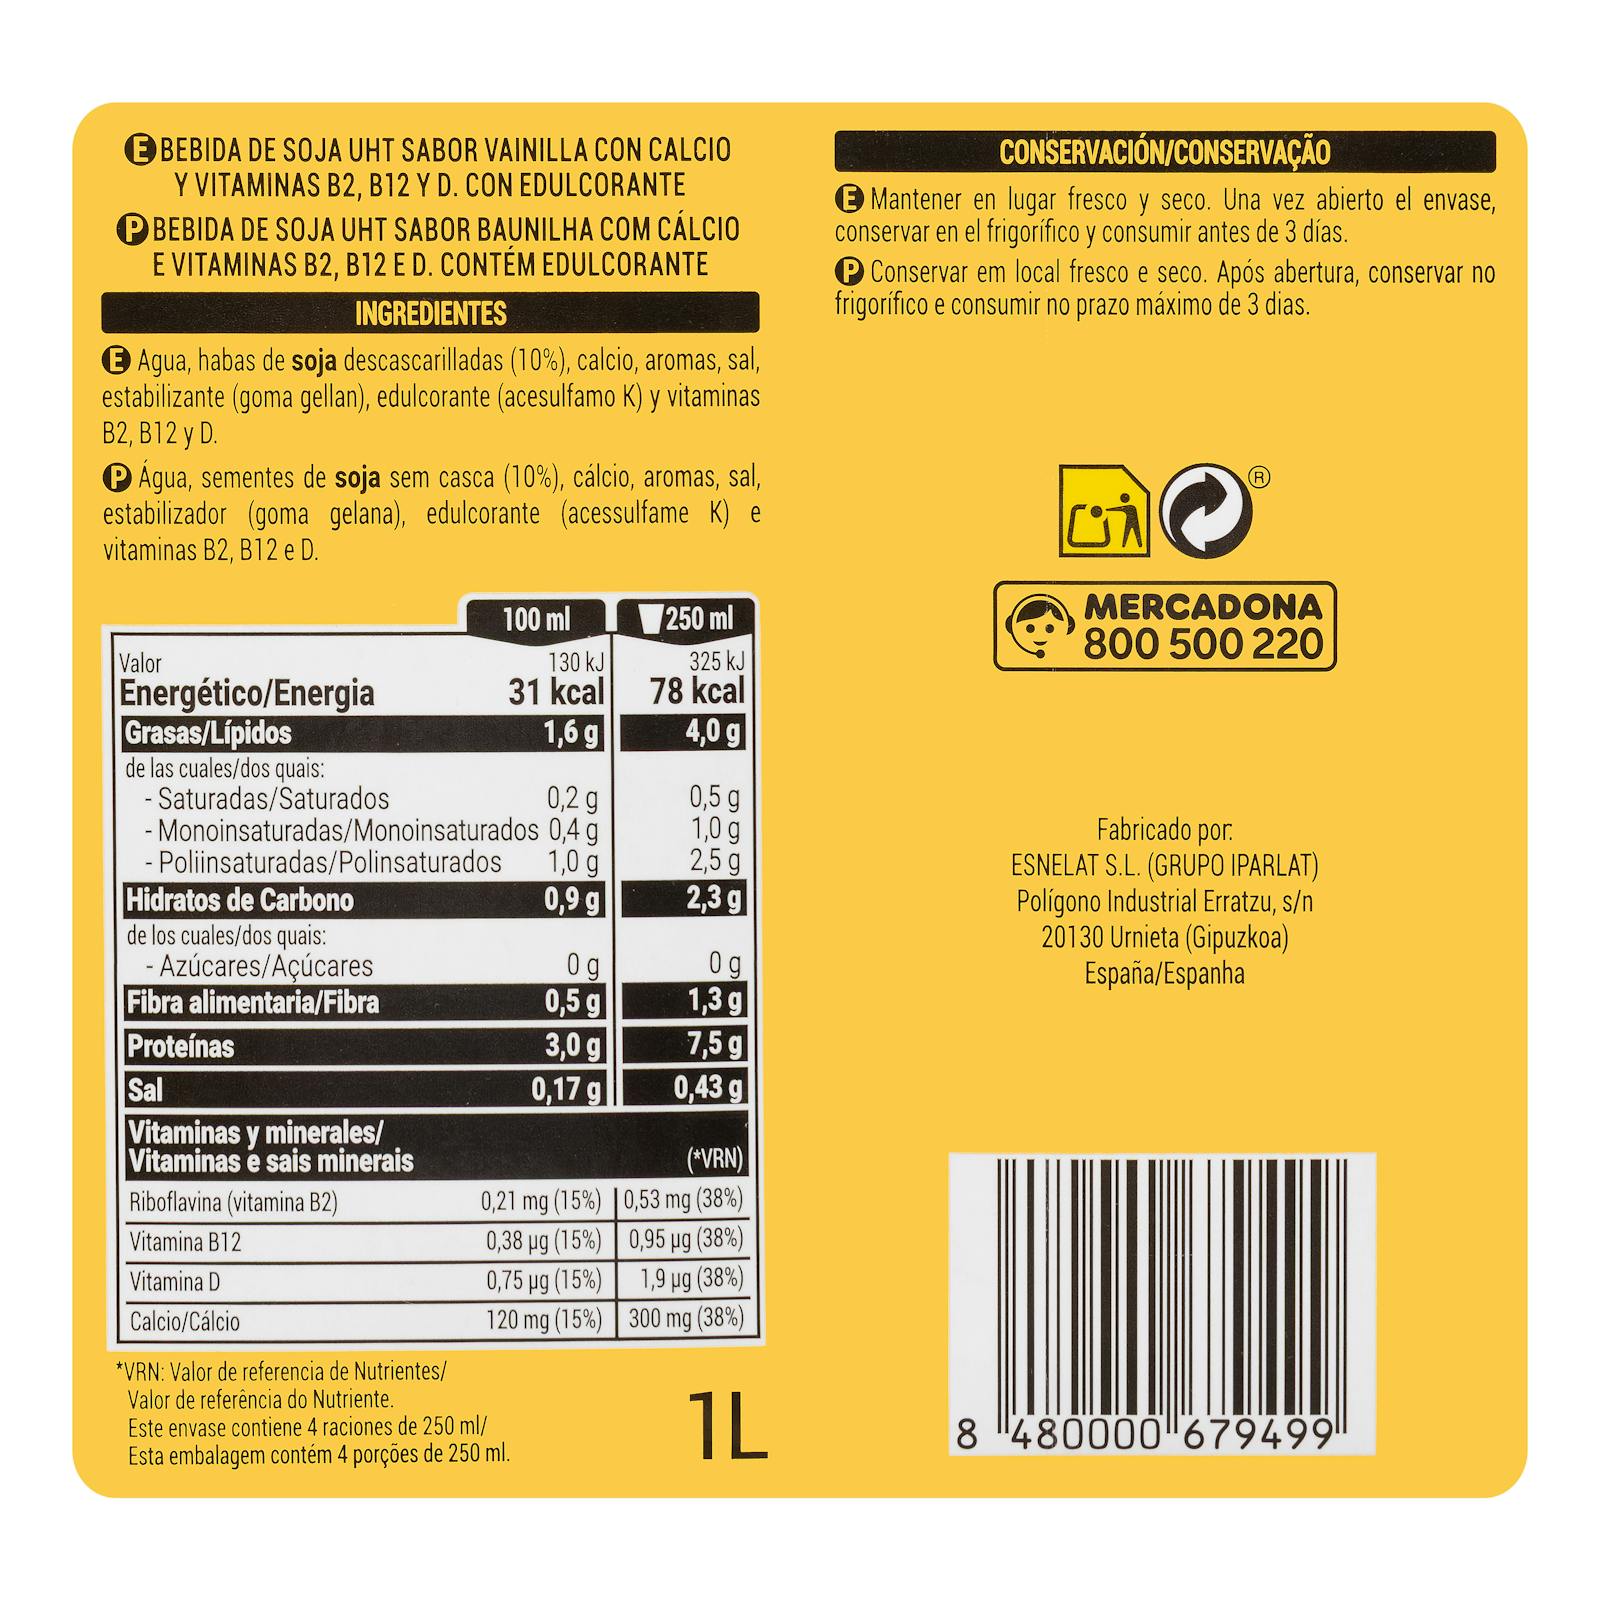 E BEBIDA DE SOJA UHT SABOR VAINILLA CON CALCIO
Y VITAMINAS B2, B12 Y D. CON EDULCORANTE
P BEBIDA DE SOJA UHT SABOR BAUNILHA COM CÁLCIO
E VITAMINAS B2, B12 E D. CONTÉM EDULCORANTE
INGREDIENTES
E Agua, habas de soja descascarilladas (10%), calcio, aromas, sal,
estabilizante (goma gellan), edulcorante (acesulfamo K) y vitaminas
B2, B12 y D.
P Água, sementes de soja sem casca (10%), cálcio, aromas, sal,
estabilizador (goma gelana), edulcorante (acessulfame K) e
vitaminas B2, B12 e D.
100 ml 250 ml
Valor 130 kJ 325 kJ
Energético/Energia 31 kcal 78 kcal
Grasas/Lípidos 1,6 g 4,0 g
de las cuales/dos quais:
- Saturadas/Saturados 0,2 g 0,5 g
- Monoinsaturadas/Monoinsaturados 0,4 g 1,0 g
- Poliinsaturadas/Polinsaturados 1,0 g 2,5 g
Hidratos de Carbono 0,9 g 2,3 g
de los cuales/dos quais:
- Azúcares/Açúcares 0 g 0 g
Fibra alimentaria/Fibra 0,5 g 1,3 g
Proteínas 3,0 g 7,5 g
Sal 0,17 g 0,43 g
Vitaminas y minerales/
Vitaminas e sais minerais (*VRN)
Riboflavina (vitamina B2) 0,21 mg (15%) 0,53 mg (38%)
Vitamina B12 0,38 µg (15%) 0,95 µg (38%)
Vitamina D 0,75 µg (15%) 1,9 µg (38%)
Calcio/Cálcio 120 mg (15%) 300 mg (38%)
*VRN: Valor de referencia de Nutrientes/
Valor de referência do Nutriente.
Este envase contiene 4 raciones de 250 ml/
Esta embalagem contém 4 porções de 250 ml.
1L
CONSERVACIÓN/CONSERVAÇÃO
E Mantener en lugar fresco y seco. Una vez abierto el envase,
conservar en el frigorífico y consumir antes de 3 días.
P Conservar em local fresco e seco. Após abertura, conservar no
frigorífico e consumir no prazo máximo de 3 dias.
®
MERCADONA
800 500 220
Fabricado por:
ESNELAT S.L. (GRUPO IPARLAT)
Polígono Industrial Erratzu, s/n
20130 Urnieta (Gipuzkoa)
España/Espanha
8 480000 679499